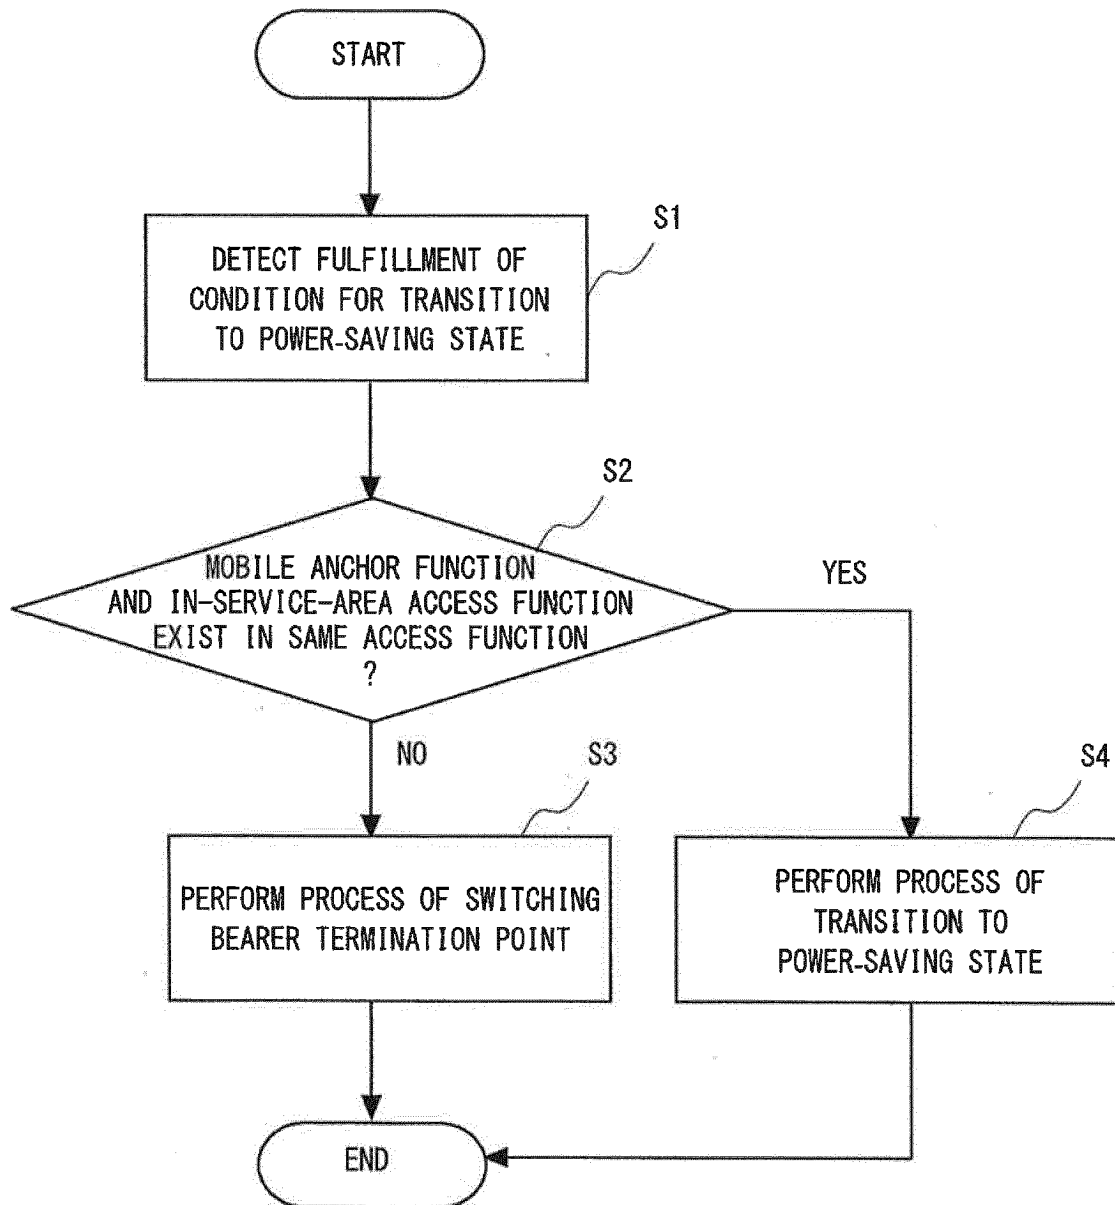 START
S1
DETECT FULFILLMENT OF
CONDITION FOR TRANSITION
TO POWER-SAVING STATE
S2
MOBILE ANCHOR FUNCTION
AND IN-SERVICE-AREA ACCESS FUNCTION
EXIST IN SAME ACCESS FUNCTION
?
YES
NO
S3
PERFORM PROCESS OF SWITCHING
BEARER TERMINATION POINT
S4
PERFORM PROCESS OF
TRANSITION TO
POWER-SAVING STATE
END